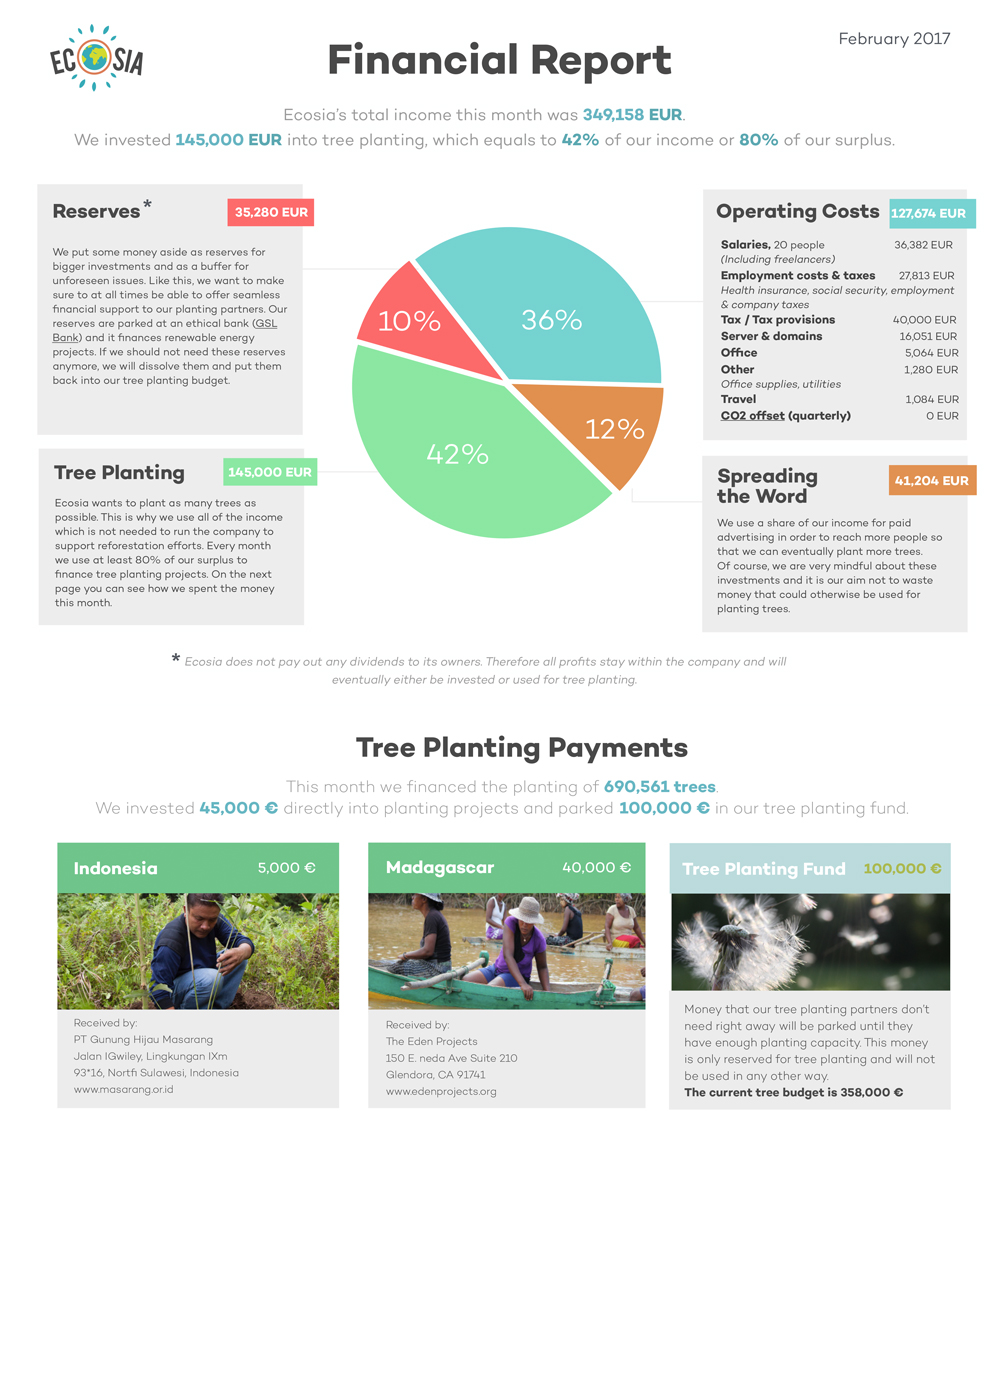 ECOSIA
Financial Report
February 2017
Ecosia's total income this month was 349,158 EUR.
We invested 145,000 EUR into tree planting, which equals to 42% of our income or 80% of our surplus.
Reserves*
35,280 EUR
We put some money aside as reserves for
bigger investments and as a buffer for
unforeseen issues. Like this, we want to make
sure to at all times be able to offer seamless
financial support to our planting partners. Our
reserves are parked at an ethical bank (GSL
Bank) and it finances renewable energy
projects. If we should not need these reserves
anymore, we will dissolve them and put them
back into our tree planting budget.
Tree Planting
145,000 EUR
Ecosia wants to plant as many trees as
possible. This is why we use all of the income
which is not needed to run the company to
support reforestation efforts. Every month
we use at least 80% of our surplus to
finance tree planting projects. On the next
page you can see how we spent the money
this month.
10%
36%
42%
12%
Operating Costs
127,674 EUR
Salaries, 20 people 36,382 EUR
(Including freelancers)
Employment costs & taxes 27,813 EUR
Health insurance, social security, employment
& company taxes
Tax / Tax provisions 40,000 EUR
Server & domains 16,051 EUR
Office 5,064 EUR
Other 1,280 EUR
Office supplies, utilities
Travel 1,084 EUR
CO2 offset (quarterly) 0 EUR
Spreading
the Word
41,204 EUR
We use a share of our income for paid
advertising in order to reach more people so
that we can eventually plant more trees.
Of course, we are very mindful about these
investments and it is our aim not to waste
money that could otherwise be used for
planting trees.
* Ecosia does not pay out any dividends to its owners. Therefore all profits stay within the company and will
eventually either be invested or used for tree planting.
Tree Planting Payments
This month we financed the planting of 690,561 trees.
We invested 45,000 € directly into planting projects and parked 100,000 € in our tree planting fund.
Indonesia 5,000 €
Received by:
PT Gunung Hijau Masarang
Jalan IGwiley, Lingkungan IXm
93*16, North Sulawesi, Indonesia
www.masarang.or.id
Madagascar 40,000 €
Received by:
The Eden Projects
150 E. neda Ave Suite 210
Glendora, CA 91741
www.edenprojects.org
Tree Planting Fund 100,000 €
Money that our tree planting partners don't
need right away will be parked until they
have enough planting capacity. This money
is only reserved for tree planting and will not
be used in any other way.
The current tree budget is 358,000 €